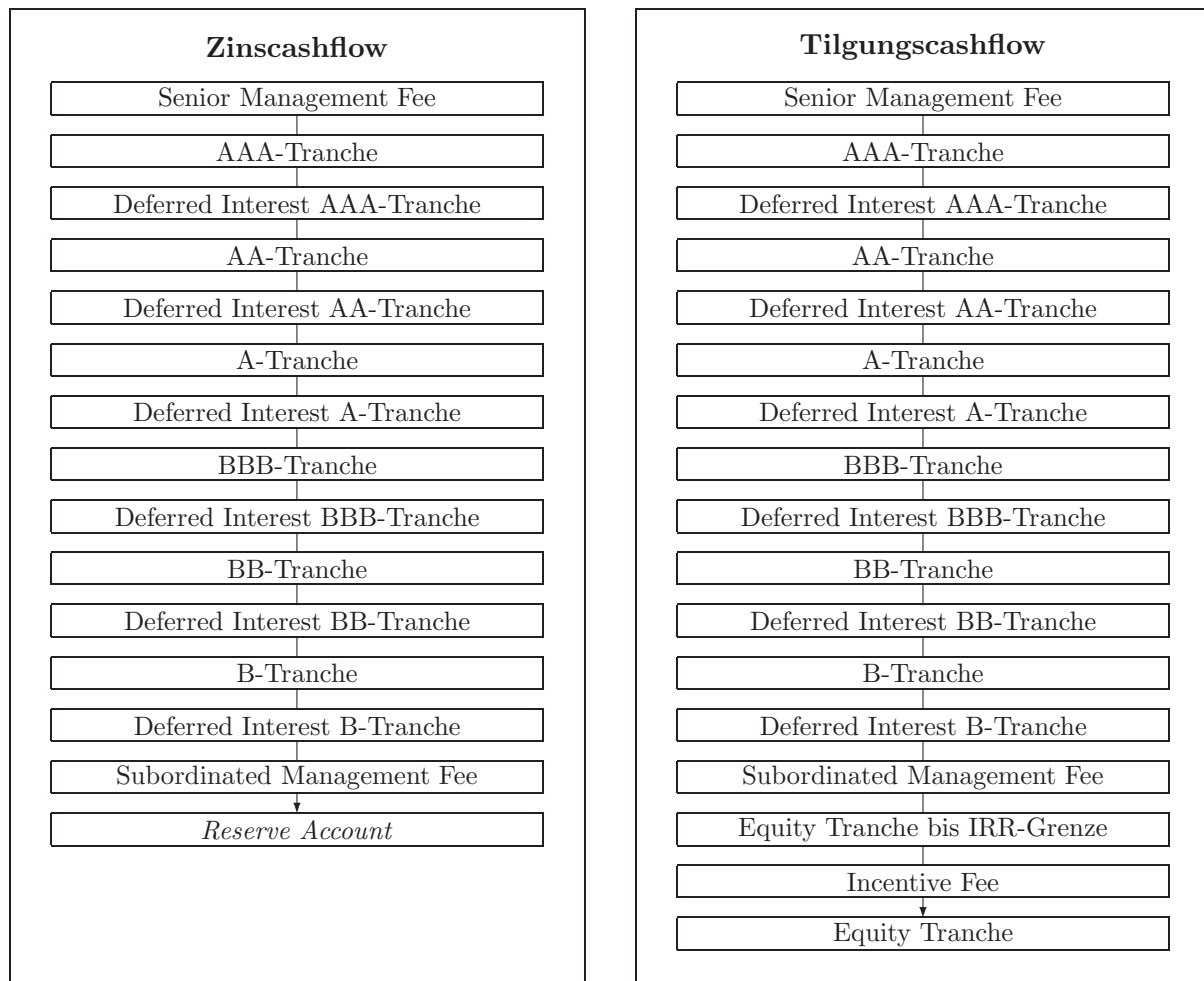 Zinscashflow
Senior Management Fee
AAA-Tranche
Deferred Interest AAA-Tranche
AA-Tranche
Deferred Interest AA-Tranche
A-Tranche
Deferred Interest A-Tranche
BBB-Tranche
Deferred Interest BBB-Tranche
BB-Tranche
Deferred Interest BB-Tranche
B-Tranche
Deferred Interest B-Tranche
Subordinated Management Fee
Reserve Account
Tilgungscashflow
Senior Management Fee
AAA-Tranche
Deferred Interest AAA-Tranche
AA-Tranche
Deferred Interest AA-Tranche
A-Tranche
Deferred Interest A-Tranche
BBB-Tranche
Deferred Interest BBB-Tranche
BB-Tranche
Deferred Interest BB-Tranche
B-Tranche
Deferred Interest B-Tranche
Subordinated Management Fee
Equity Tranche bis IRR-Grenze
Incentive Fee
Equity Tranche